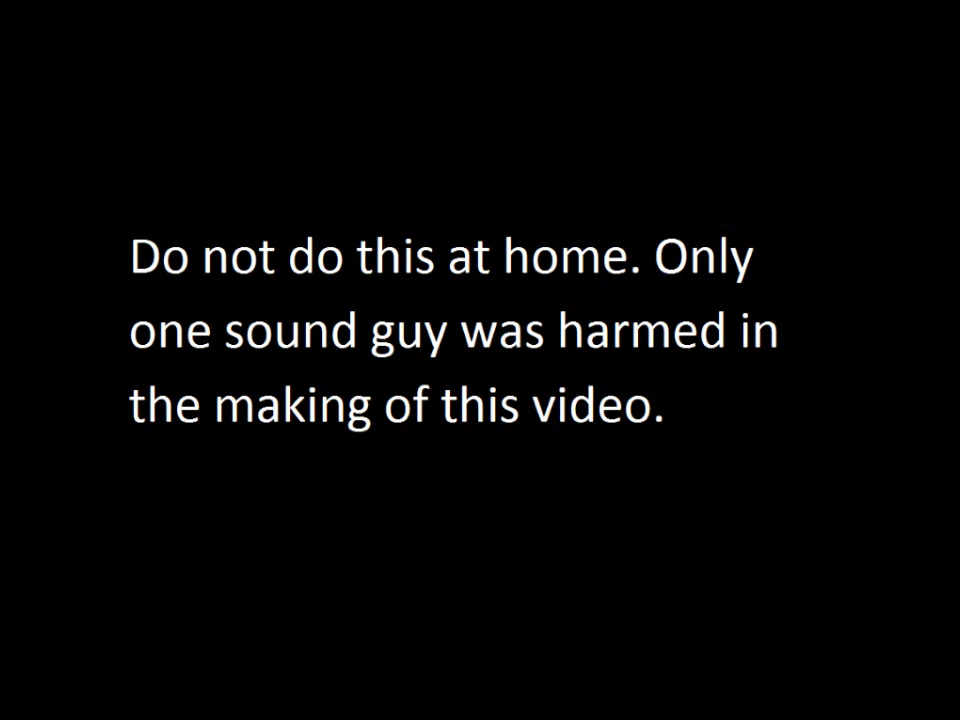 Do not do this at home. Only
one sound guy was harmed in
the making of this video.